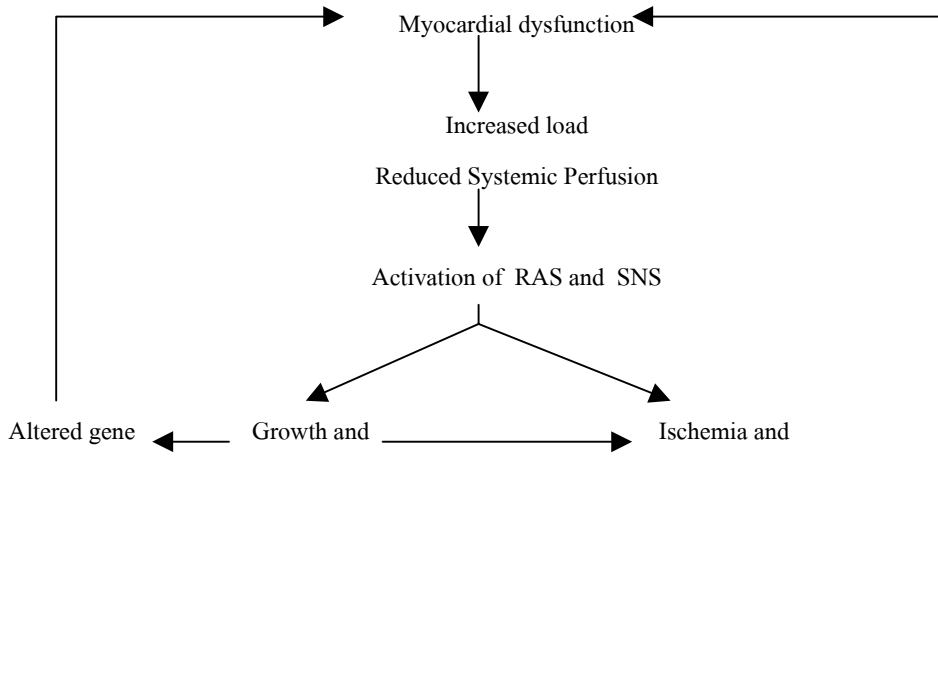 Myocardial dysfunction
Increased load
Reduced Systemic Perfusion
Activation of RAS and SNS
Altered gene
Growth and
Ischemia and